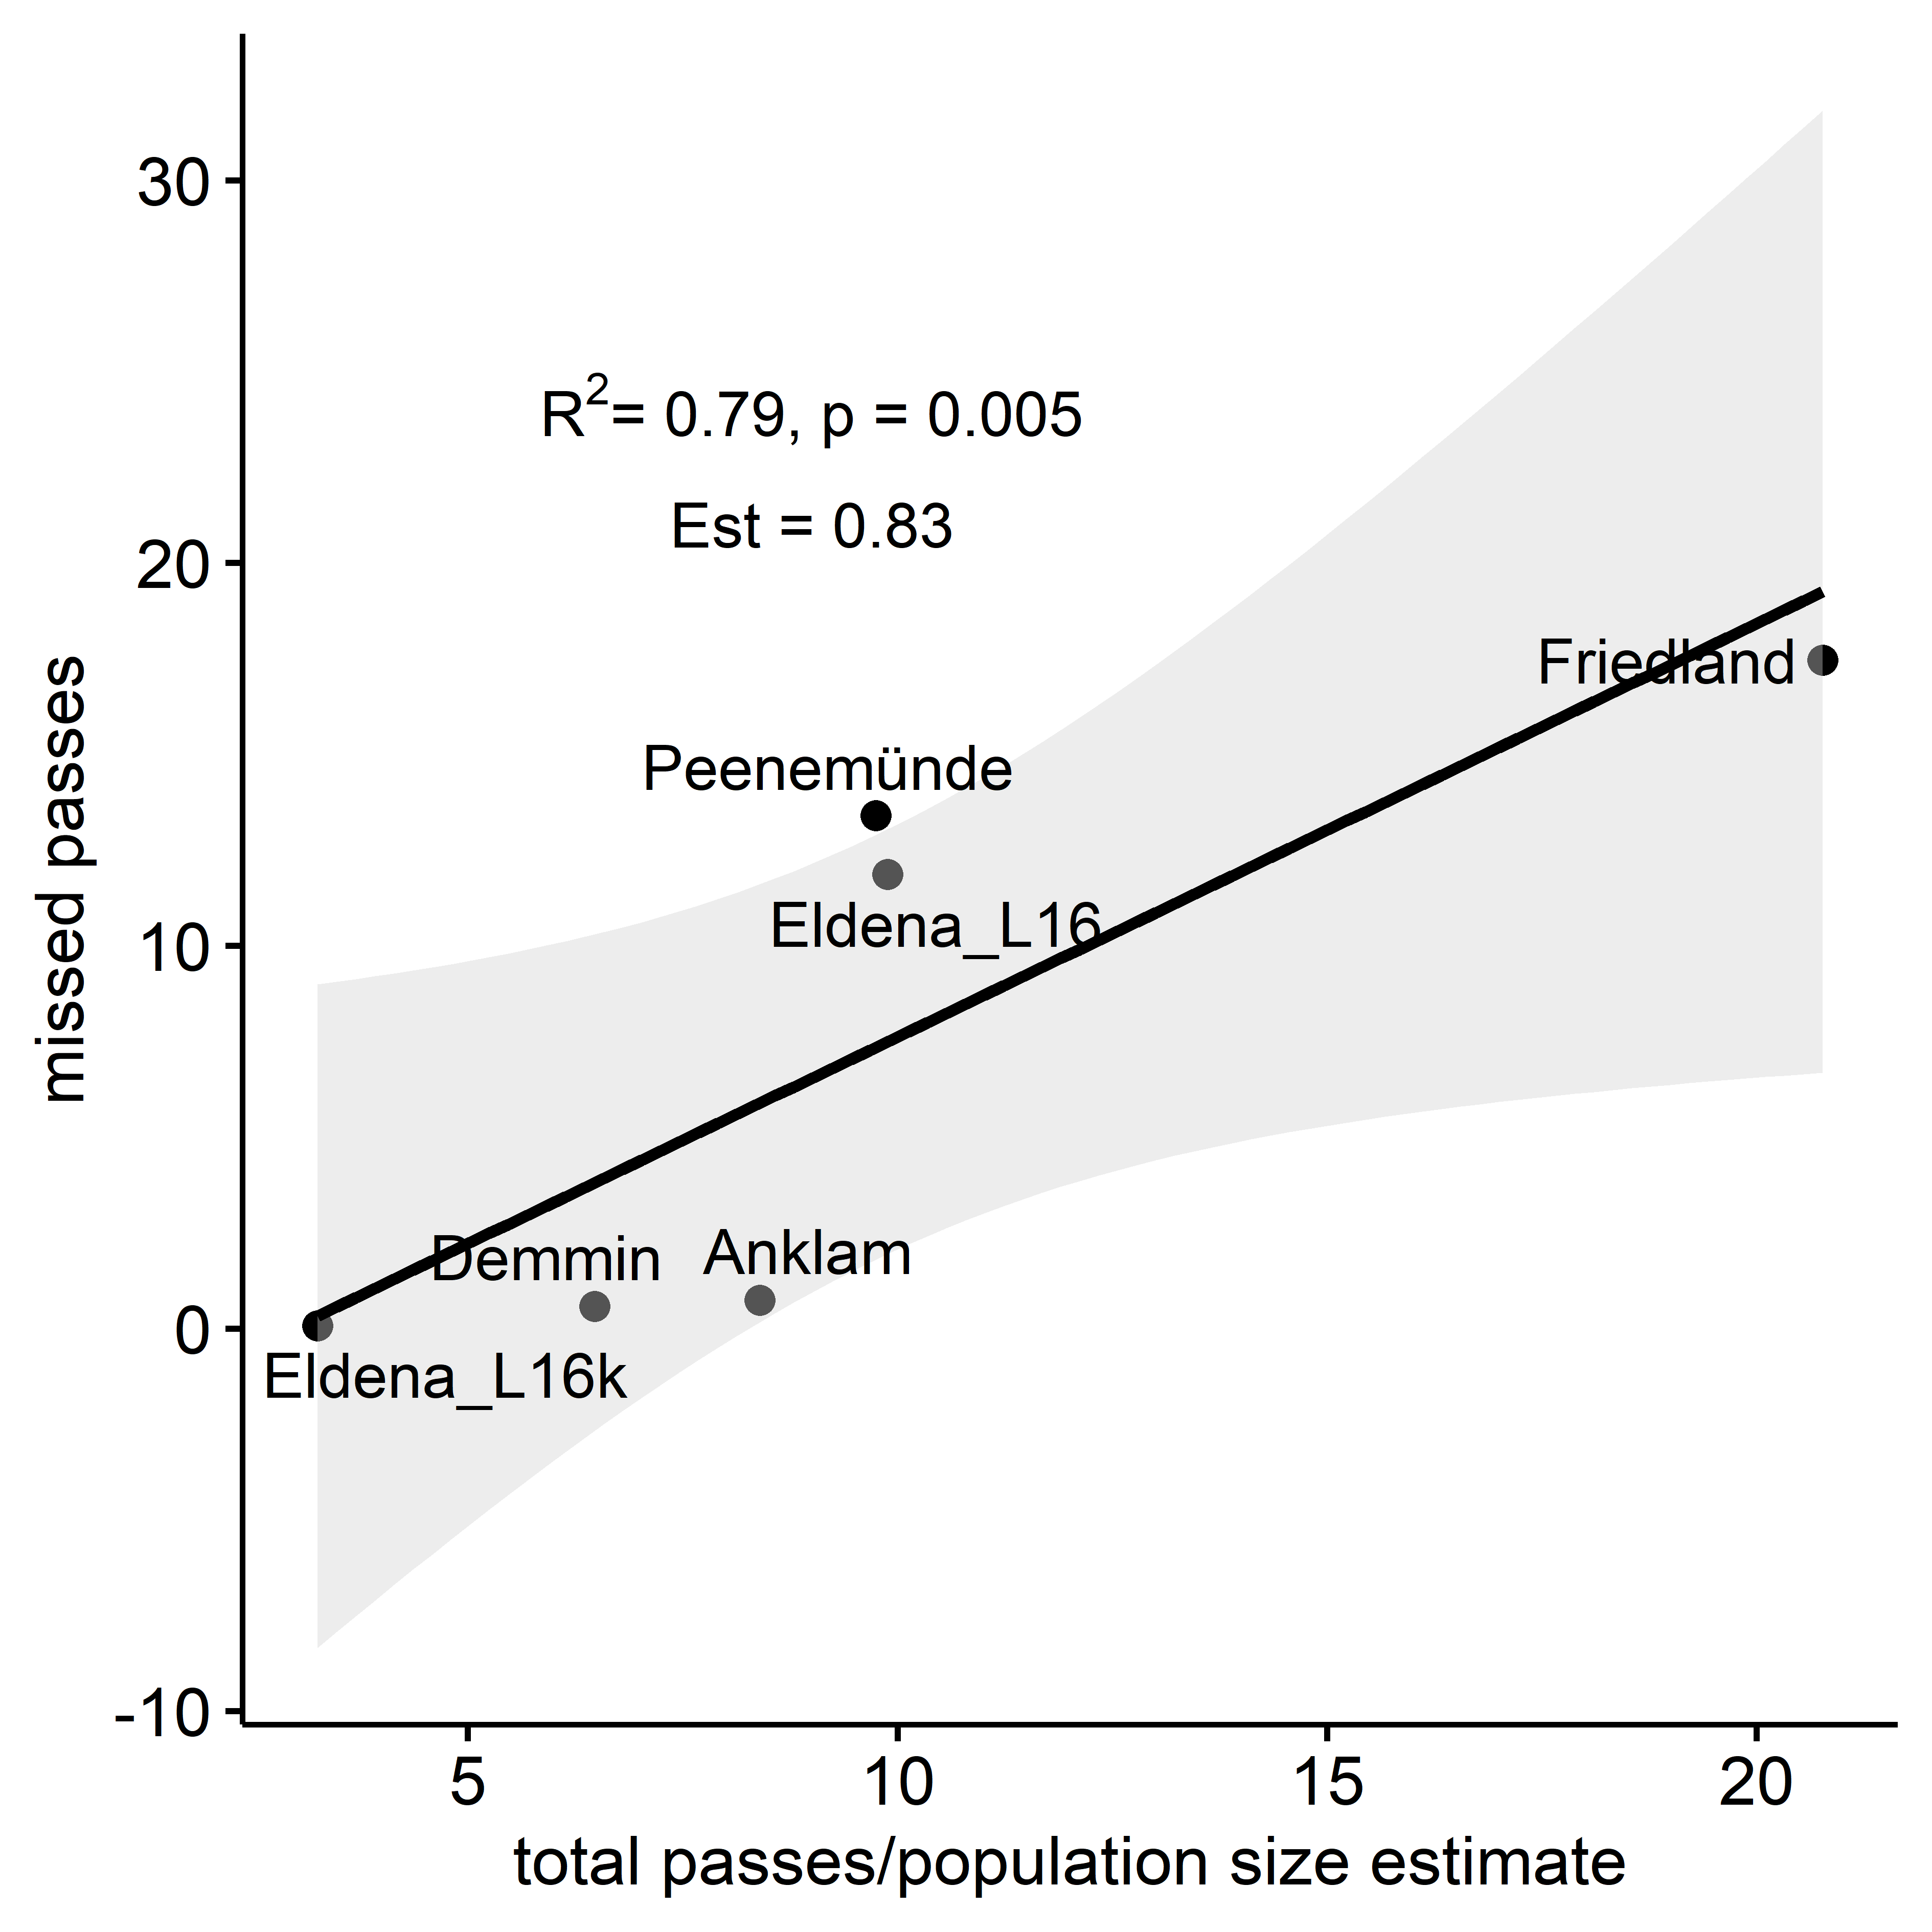 30
20
10
0
-10
missed passes
R²= 0.79, p = 0.005
Est = 0.83
Friedland
Peenemünde
Eldena_L16
Demmin
Anklam
Eldena_L16k
5 10 15 20
total passes/population size estimate